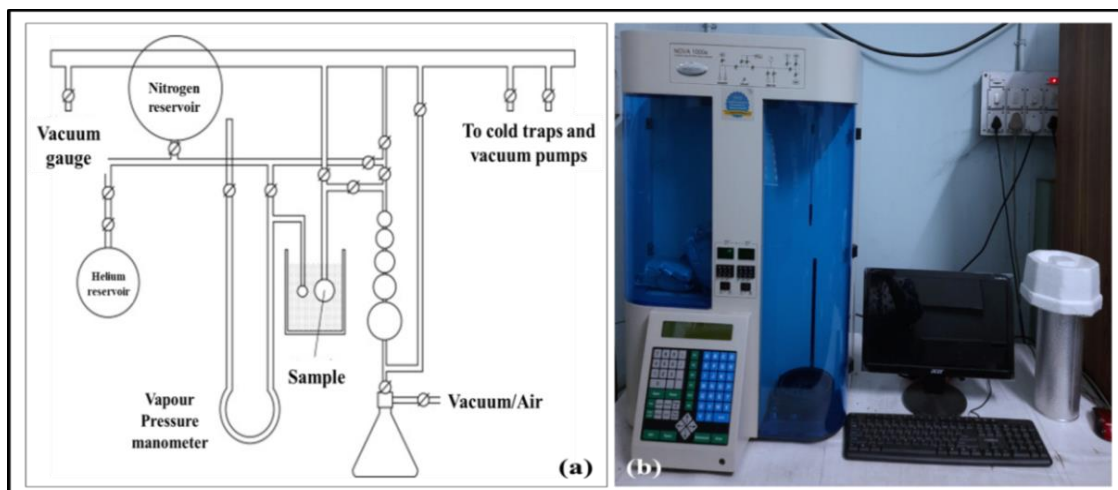 Nitrogen
reservoir
Vacuum
gauge
To cold traps and
vacuum pumps
Helium
reservoir
Sample
Vapour
Pressure
manometer
Vacuum/Air
(a)
NOVA 1000e
acer
(b)